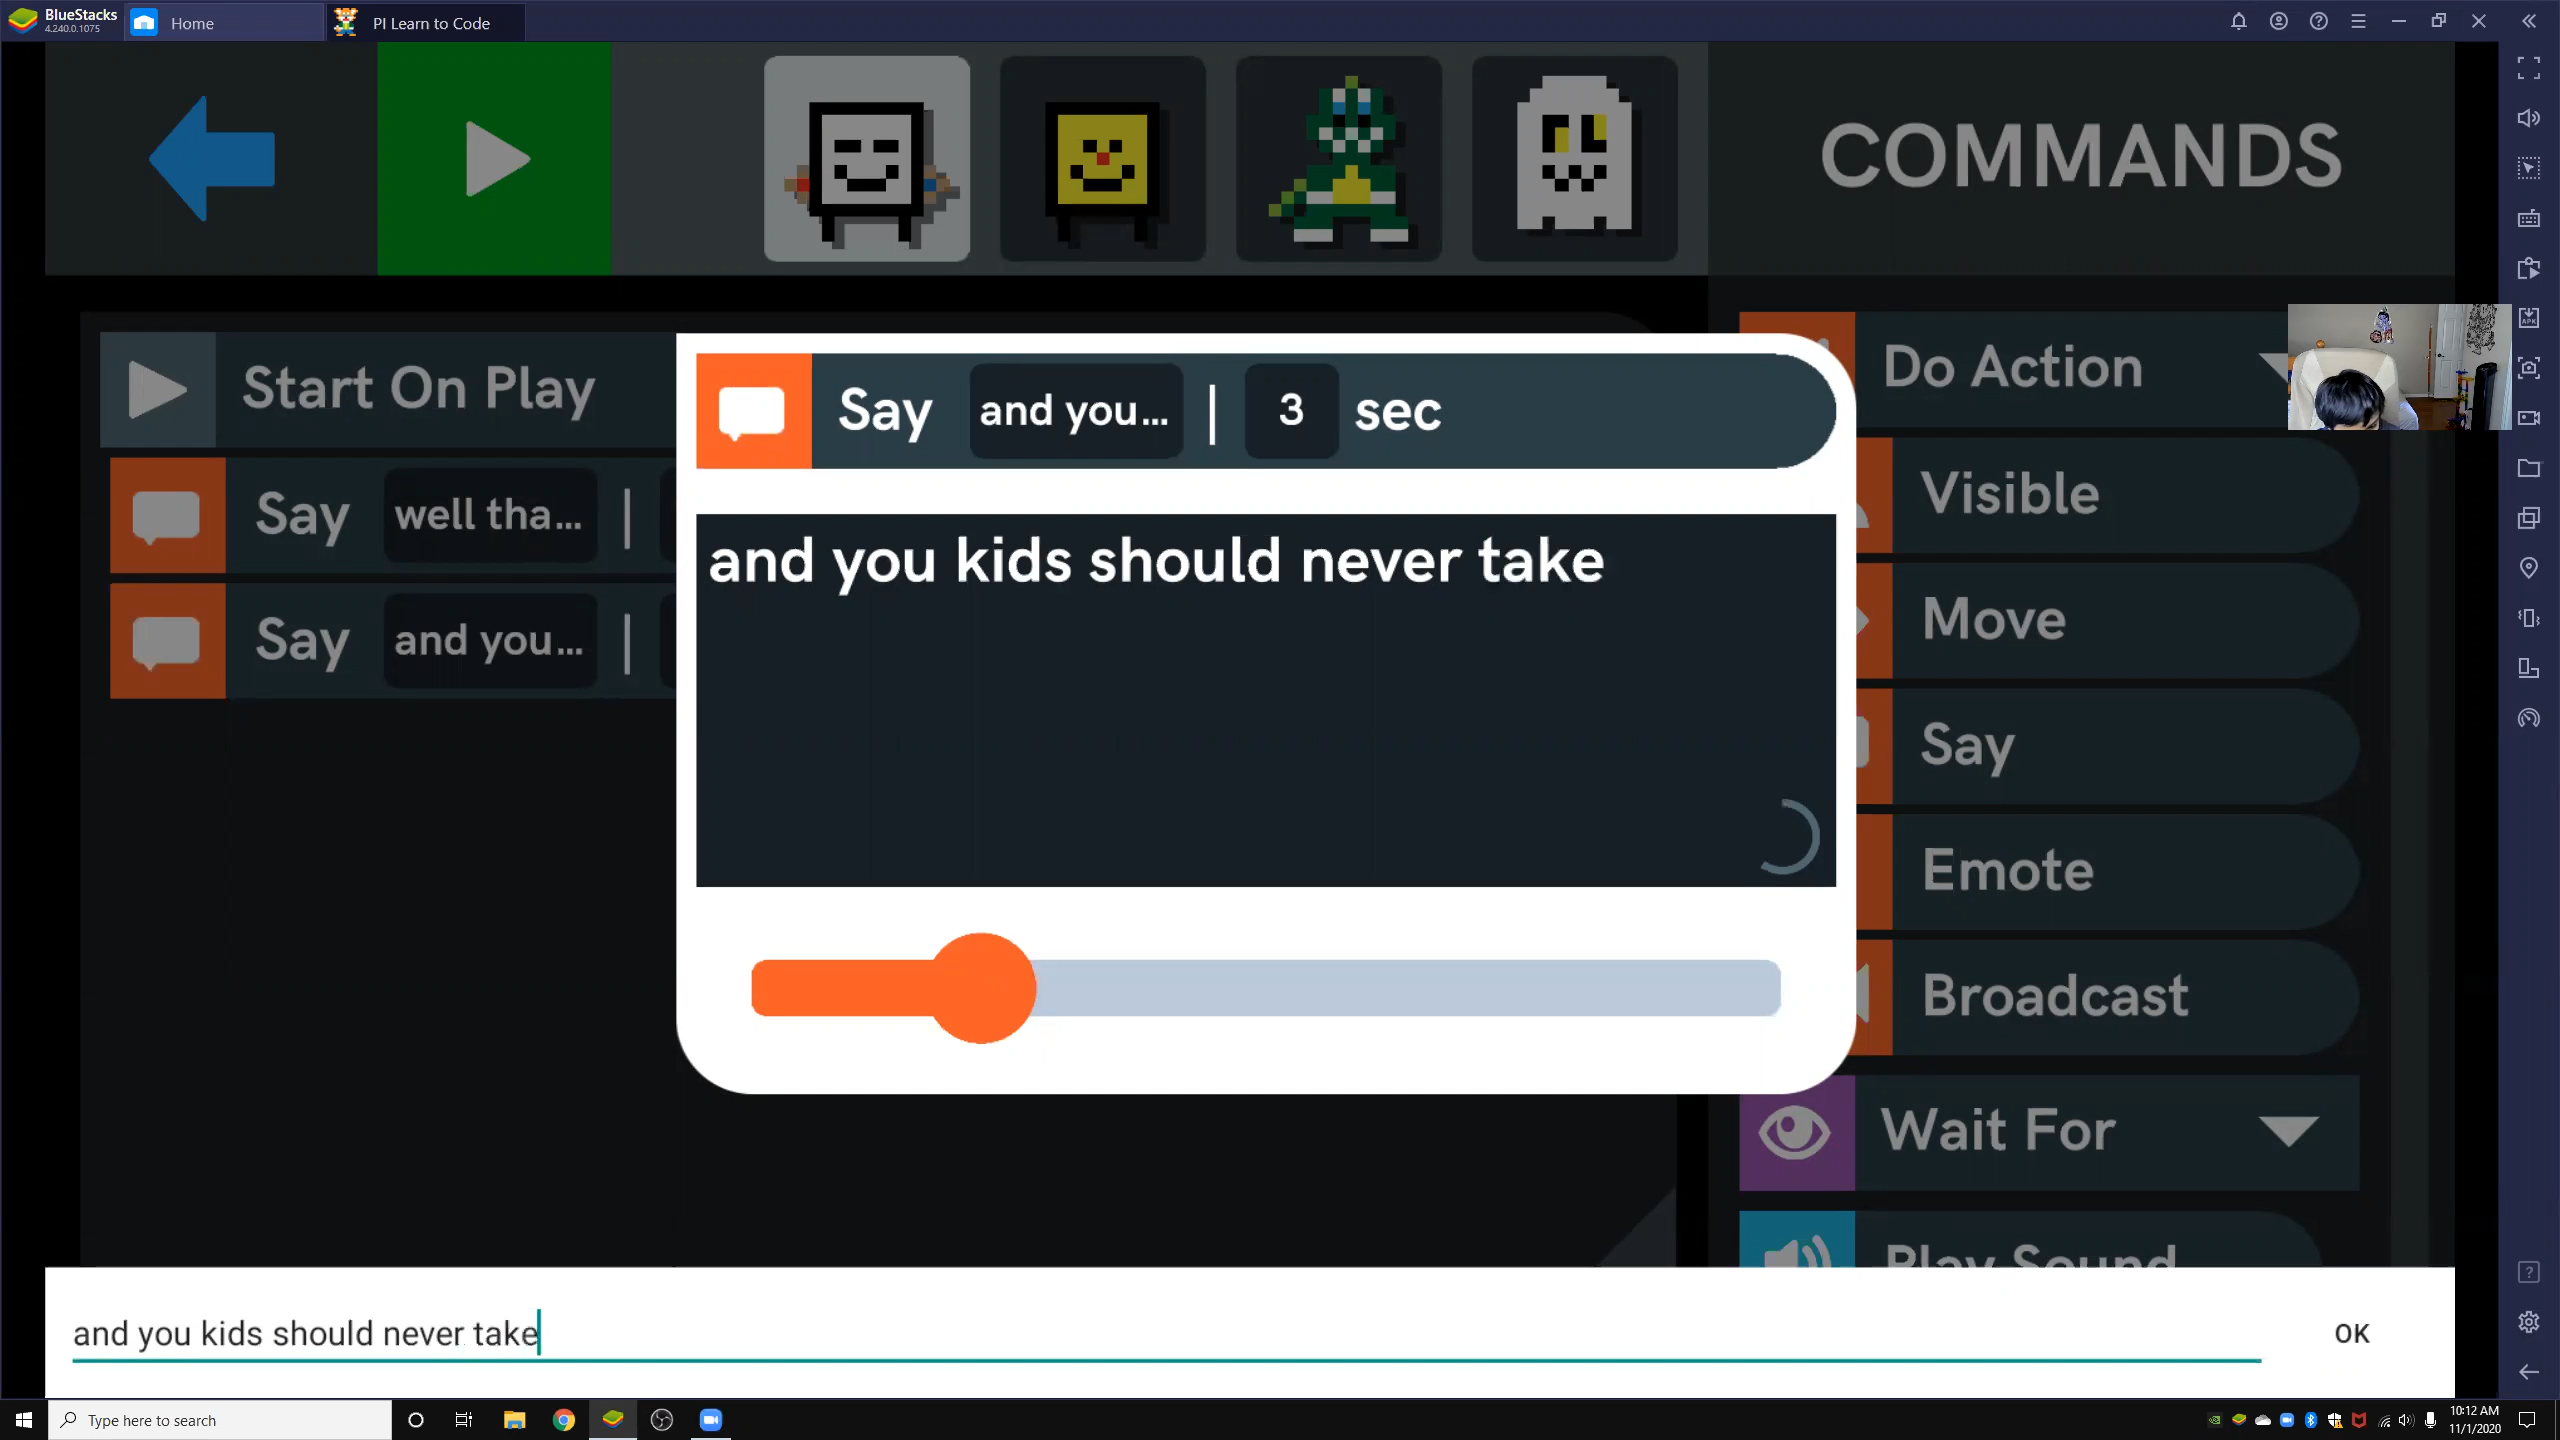 BlueStacks
4.240.0.1075
Home
PI Learn to Code
COMMANDS
Start On Play
Say well tha... |
Say and you... |
Say and you... | 3 sec
and you kids should never take
Do Action
Visible
Move
Say
Emote
Broadcast
Wait For
Play Sound
and you kids should never take
OK
Type here to search
10:12 AM
11/1/2020